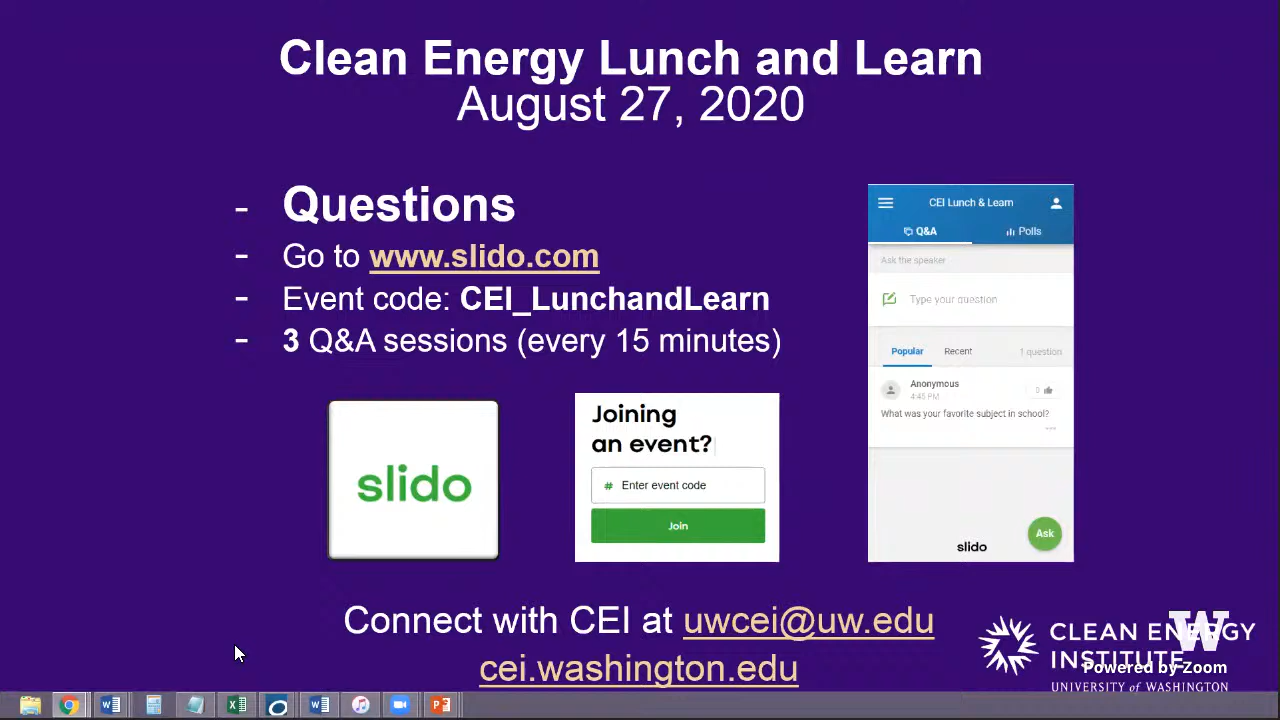 Clean Energy Lunch and Learn
August 27, 2020
- Questions
- Go to www.slido.com
- Event code: CEI_LunchandLearn
- 3 Q&A sessions (every 15 minutes)
slido
Joining
an event?
# Enter event code
Join
CEI Lunch & Learn
Q&A Polls
Ask the speaker
Type your question
Popular Recent 1 question
Anonymous 0
4:45 PM
What was your favorite subject in school?
Ask
slido
Connect with CEI at uwcei@uw.edu
cei.washington.edu
W
CLEAN ENERGY
INSTITUTE
Powered by Zoom
UNIVERSITY of WASHINGTON